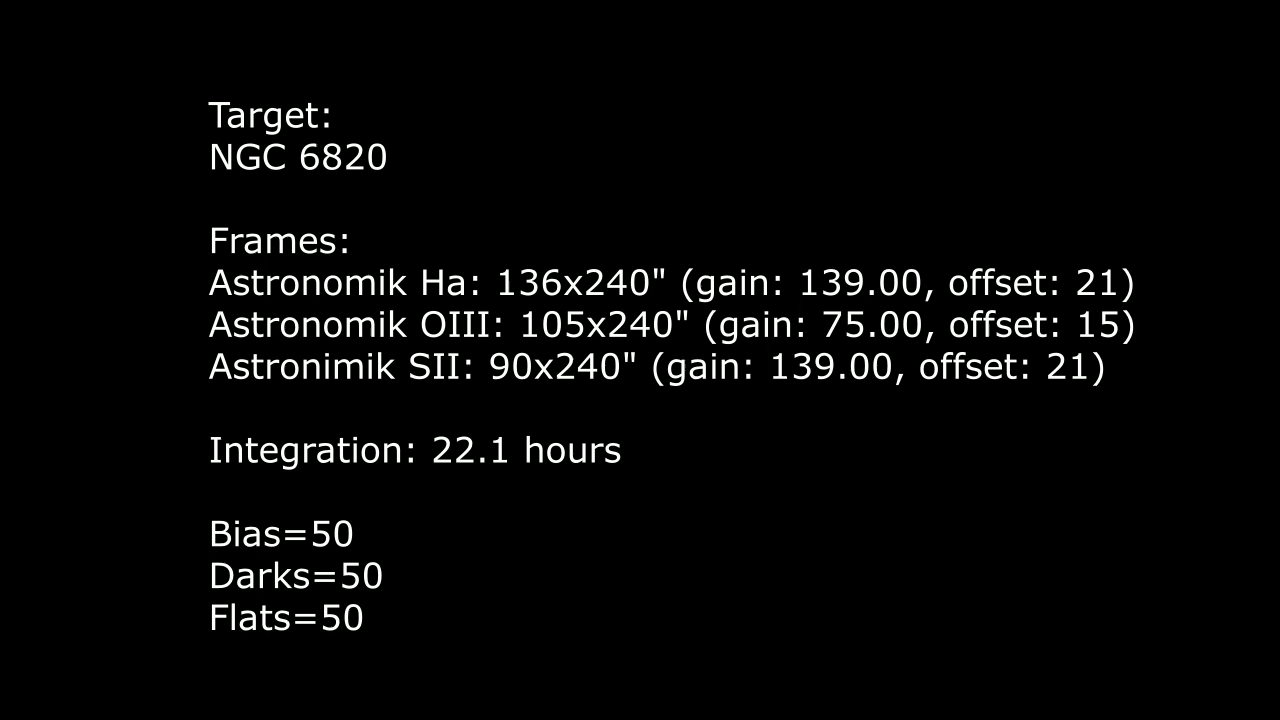 Target:
NGC 6820
Frames:
Astronomik Ha: 136x240" (gain: 139.00, offset: 21)
Astronomik OIII: 105x240" (gain: 75.00, offset: 15)
Astronimik SII: 90x240" (gain: 139.00, offset: 21)
Integration: 22.1 hours
Bias=50
Darks=50
Flats=50